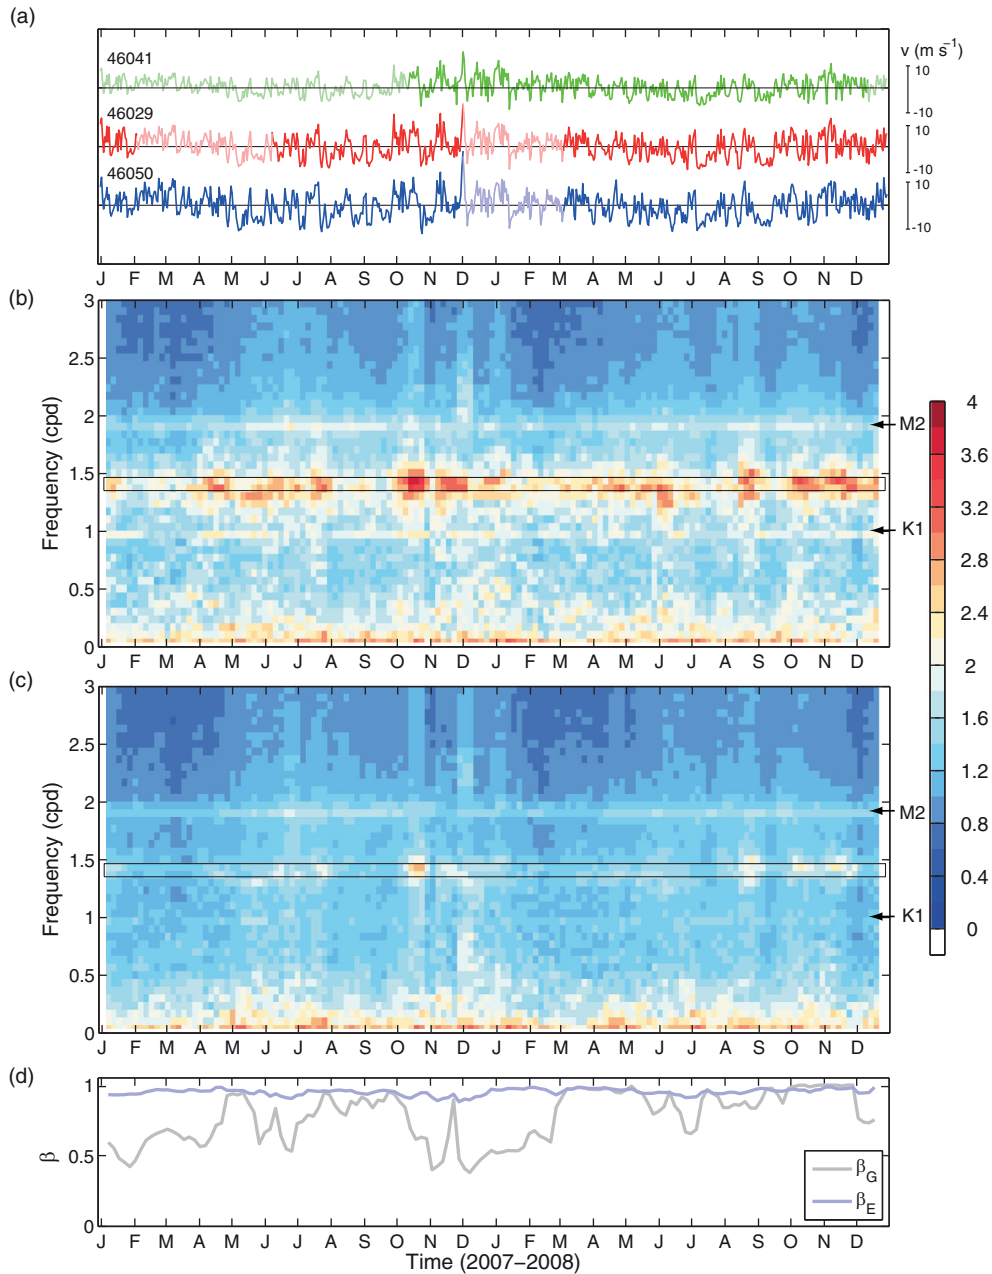 (a)
46041
46029
46050
v (m s⁻¹)
10
-10
10
-10
10
-10
J F M A M J J A S O N D J F M A M J J A S O N D
(b)
3
2.5
2
1.5
1
0.5
0
Frequency (cpd)
M2
K1
J F M A M J J A S O N D J F M A M J J A S O N D
(c)
3
2.5
2
1.5
1
0.5
0
Frequency (cpd)
M2
K1
J F M A M J J A S O N D J F M A M J J A S O N D
4
3.6
3.2
2.8
2.4
2
1.6
1.2
0.8
0.4
0
(d)
1
0.5
0
β
β_G
β_E
J F M A M J J A S O N D J F M A M J J A S O N D
Time (2007−2008)